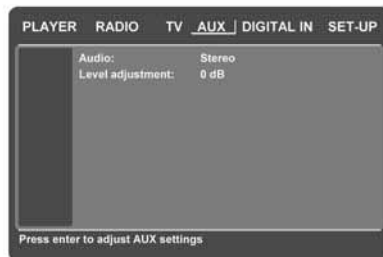 PLAYER RADIO TV AUX DIGITAL IN SET-UP
Audio: Stereo
Level adjustment: 0 dB
Press enter to adjust AUX settings